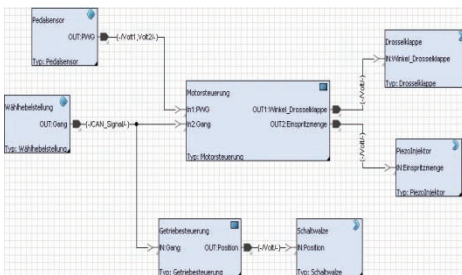 Pedalsensor
OUT:PWG
(-/Volt1,Volt2/-)
Typ: Pedalsensor
Drosselklappe
IN:Winkel_Drosselklappe
Typ: Drosselklappe
(-/Volt/-)
Motorsteuerung
In1:PWG
OUT1:Winkel_Drosselklappe
In2:Gang
OUT2:Einspritzmenge
Typ: Motorsteuerung
Wählhebelstellung
OUT:Gang
(-/CAN_Signal/-)
Typ: Wählhebelstellung
(-/Volt/-)
PiezoInjektor
IN:Einspritzmenge
Typ: PiezoInjektor
Getriebesteuerung
IN:Gang
OUT:Position
(-/Volt/-)
Typ: Getriebesteuerung
Schaltwalze
IN:Position
Typ: Schaltwalze